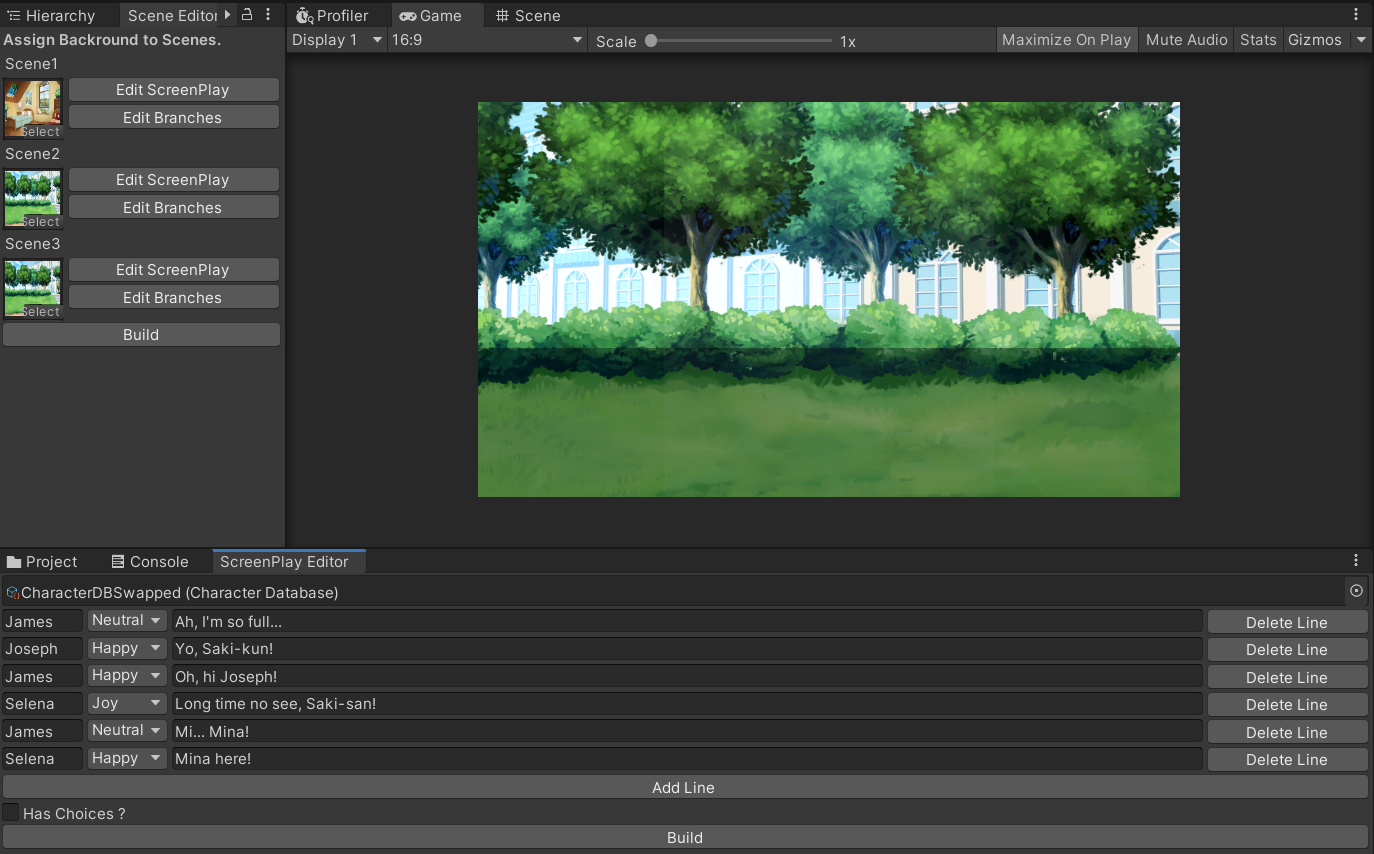 Hierarchy Scene Editor
Profiler Game Scene
Assign Backround to Scenes.
Display 1 16:9 Scale 1x Maximize On Play Mute Audio Stats Gizmos
Scene1
Edit ScreenPlay
Edit Branches
Select
Scene2
Edit ScreenPlay
Edit Branches
Select
Scene3
Edit ScreenPlay
Edit Branches
Select
Build
Project Console ScreenPlay Editor
CharacterDBSwapped (Character Database)
James Neutral Ah, I'm so full... Delete Line
Joseph Happy Yo, Saki-kun! Delete Line
James Happy Oh, hi Joseph! Delete Line
Selena Joy Long time no see, Saki-san! Delete Line
James Neutral Mi... Mina! Delete Line
Selena Happy Mina here! Delete Line
Add Line
Has Choices ?
Build